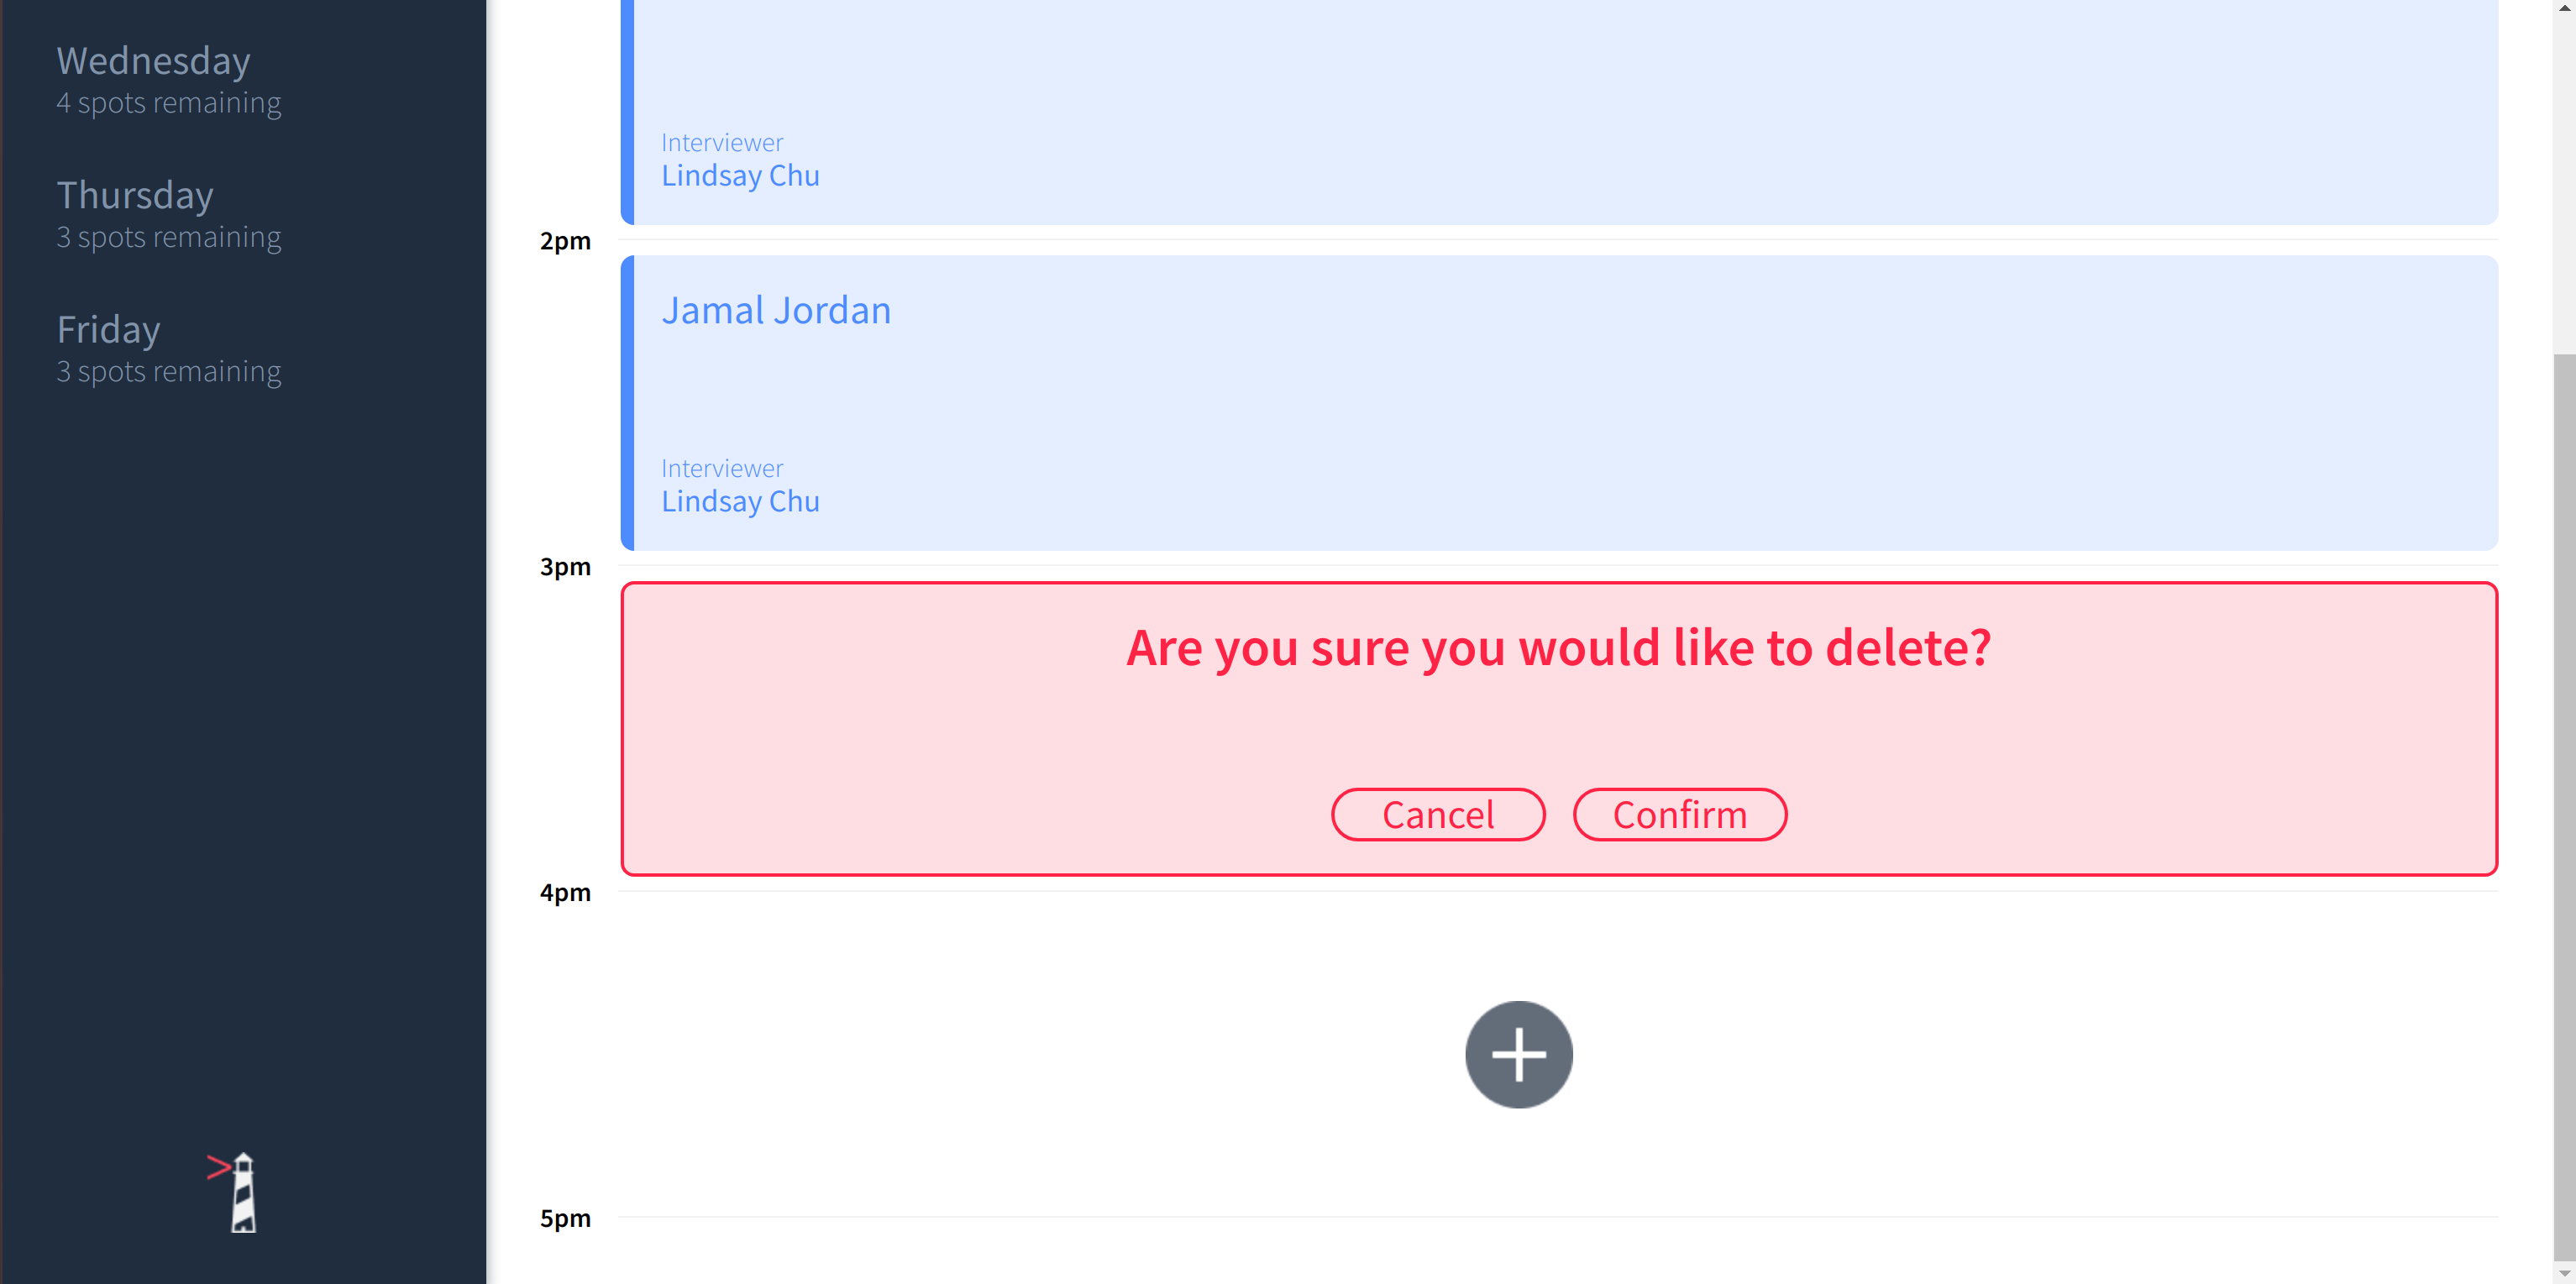 Wednesday
4 spots remaining
Thursday
3 spots remaining
Friday
3 spots remaining
Interviewer
Lindsay Chu
2pm
Jamal Jordan
Interviewer
Lindsay Chu
3pm
Are you sure you would like to delete?
Cancel Confirm
4pm
5pm